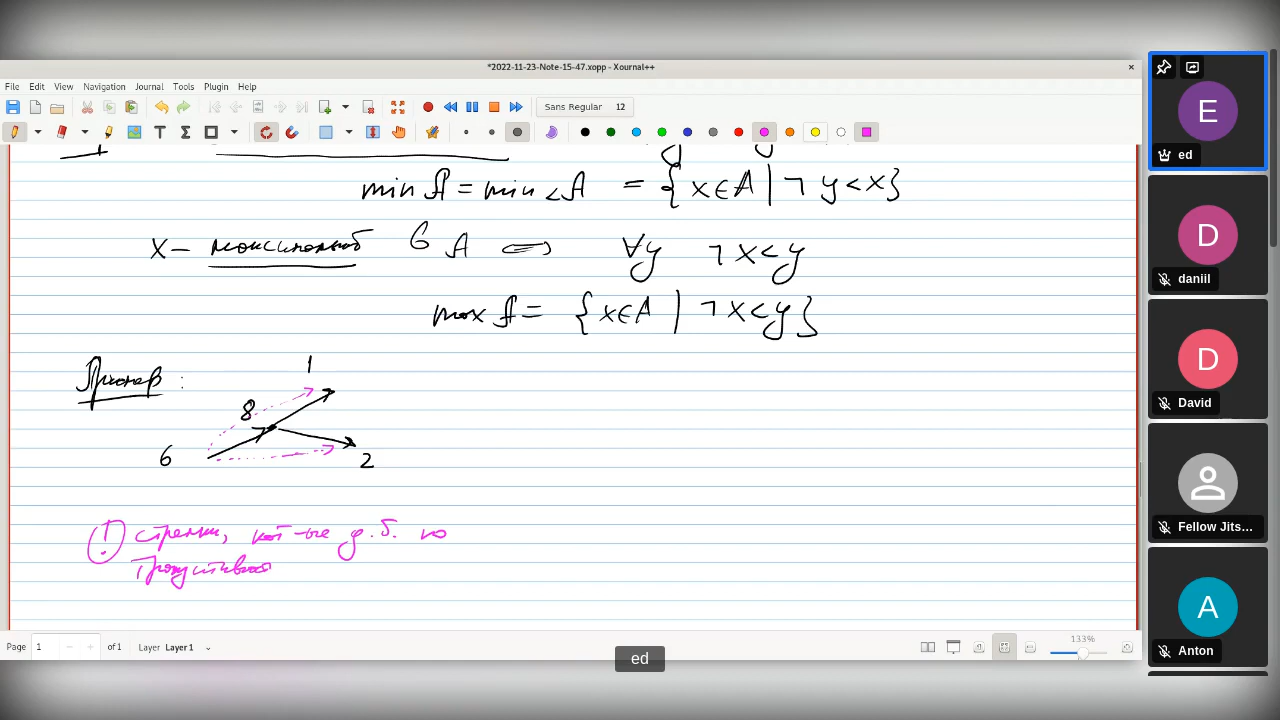 *2022-11-23-Note-15-47.xopp - Xournal++
File Edit View Navigation Journal Tools Plugin Help
Sans Regular 12
min A = min < A = { x ∈ A | ¬ y < x }
x – максимальный в A ⇔ ∀y ¬ x < y
max A = { x ∈ A | ¬ x < y }
Пример :
1
8
6
2
! стрелки, кот-ые д.б. по
Page 1 of 1 Layer Layer 1
133%
ed
E
ed
D
daniil
D
David
Fellow Jits...
A
Anton